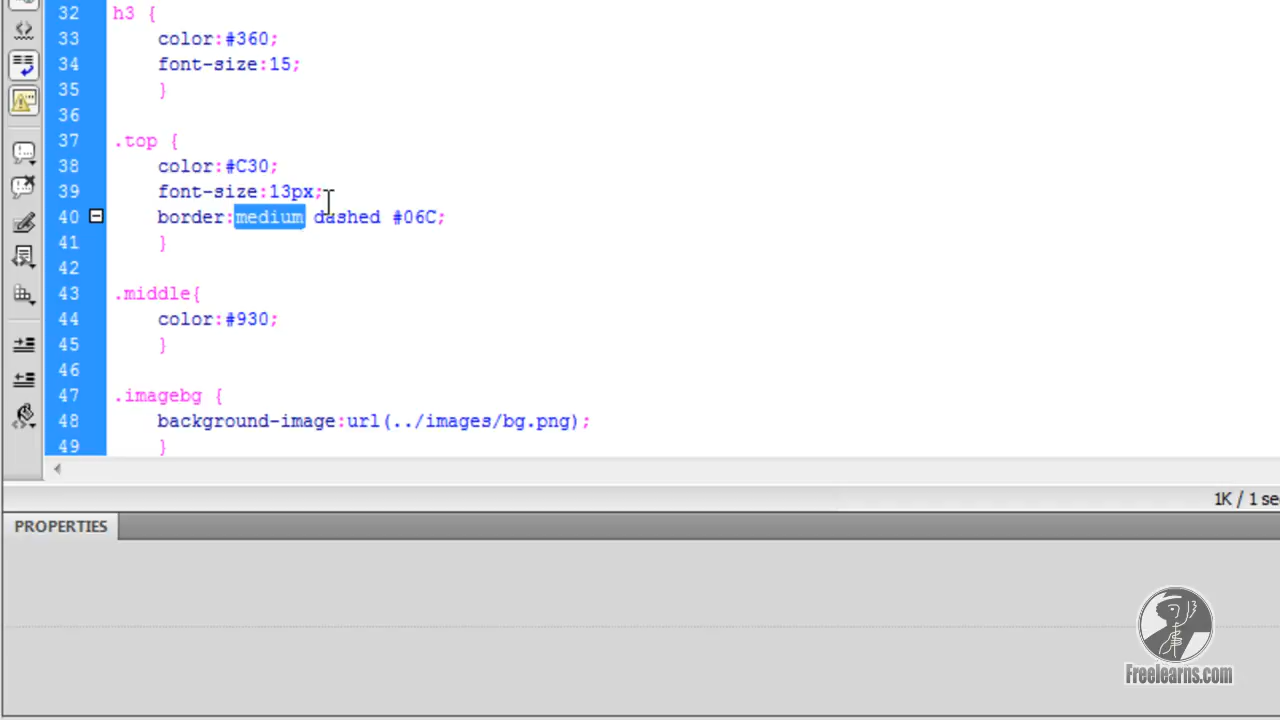 32 h3 {
33 color:#360;
34 font-size:15;
35 }
36
37 .top {
38 color:#C30;
39 font-size:13px;
40 border:medium dashed #06C;
41 }
42
43 .middle{
44 color:#930;
45 }
46
47 .imagebg {
48 background-image:url(../images/bg.png);
49 }
1K / 1 se
PROPERTIES
Freelearns.com